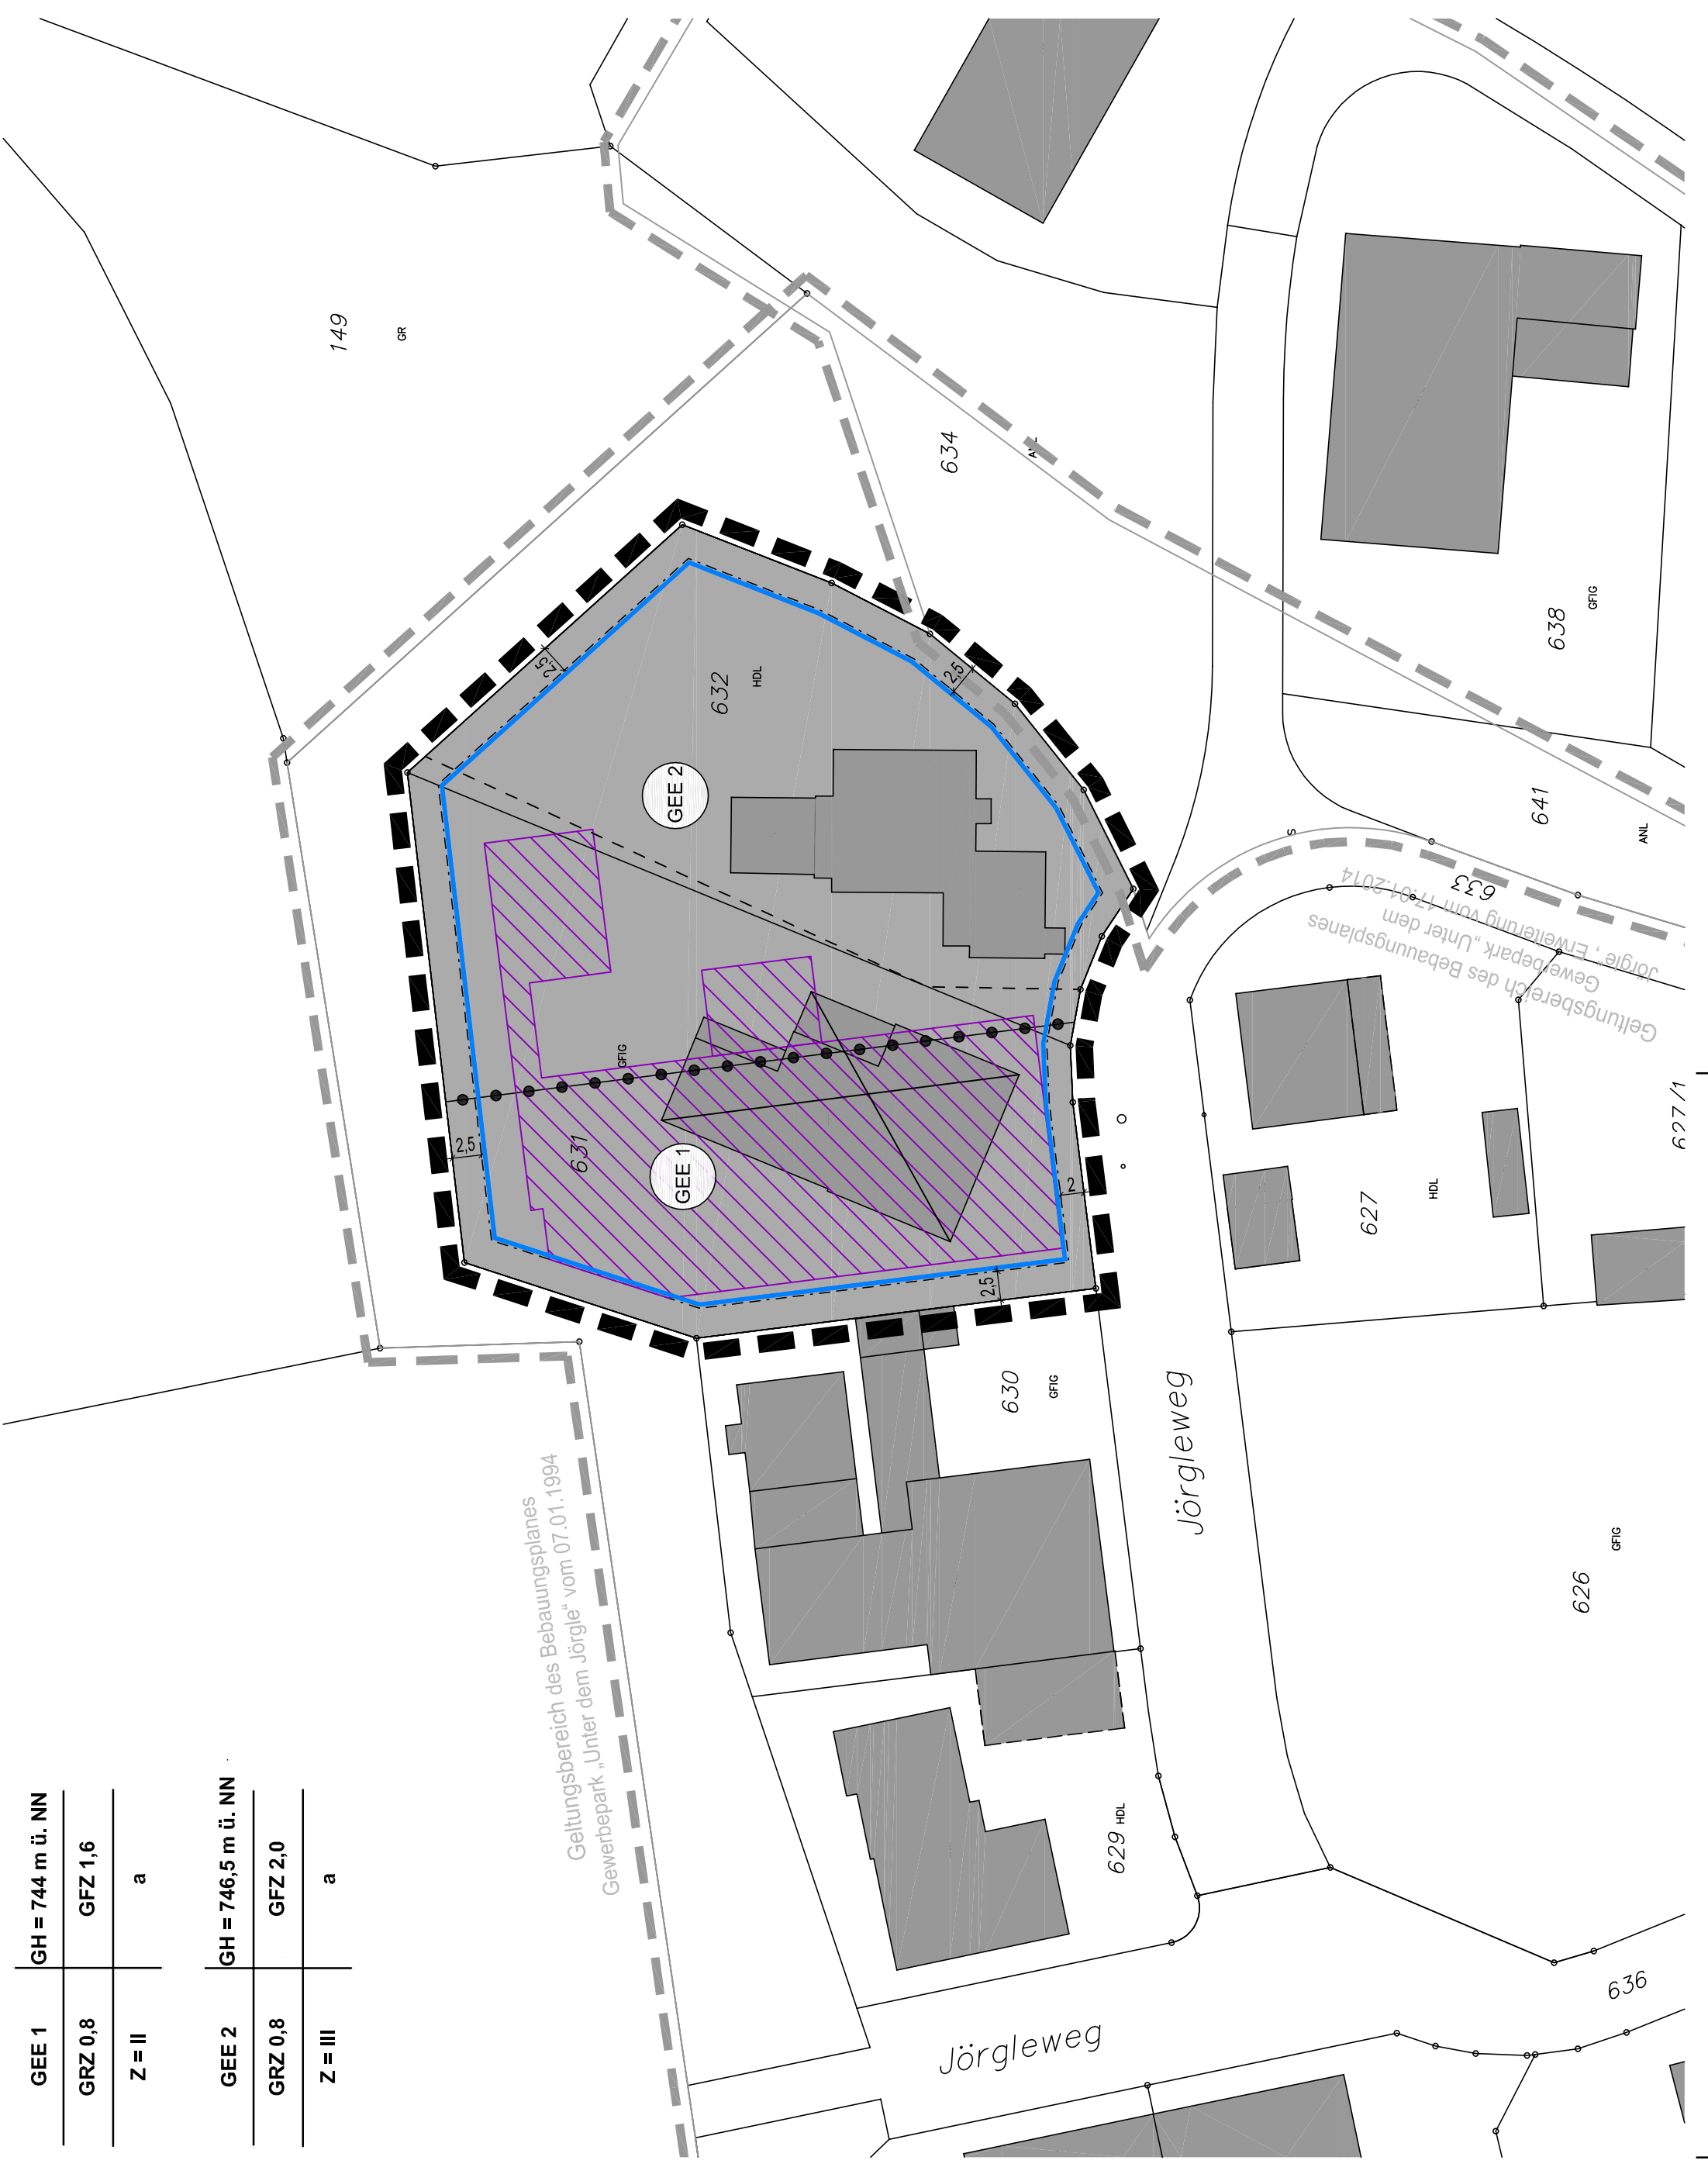 GEE 1
GH = 744 m ü. NN
GRZ 0,8
GFZ 1,6
Z = II
a
GEE 2
GH = 746,5 m ü. NN
GRZ 0,8
GFZ 2,0
Z = III
a
149
GR
634
632
HDL
GEE 2
2,5
2,5
638
GFIG
641
ANL
S
633
Geltungsbereich des Bebauungsplanes
Gewerbepark „Unter dem
Jörgle“, Erweiterung vom 17.01.2014
GFIG
631
GEE 1
2,5
2
2,5
627
HDL
627/1
630
GFIG
Jörgleweg
626
GFIG
Geltungsbereich des Bebauungsplanes
Gewerbepark „Unter dem Jörgle“ vom 07.01.1994
629
HDL
Jörgleweg
636